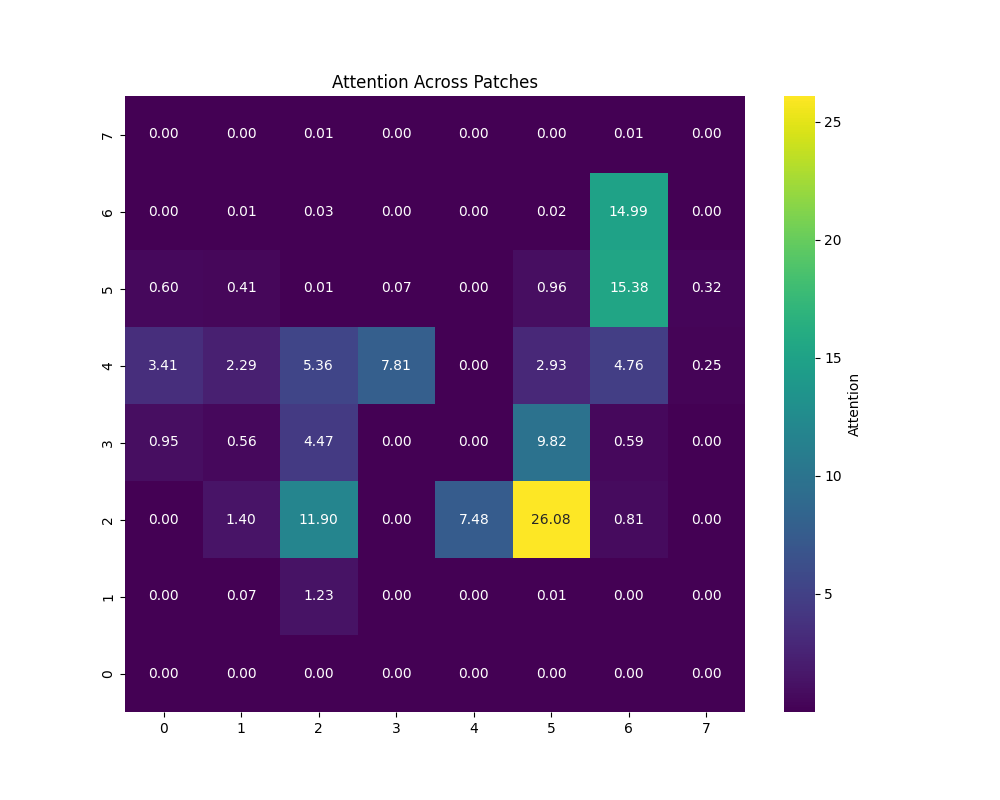 Attention Across Patches
7 0.00 0.00 0.01 0.00 0.00 0.00 0.01 0.00
6 0.00 0.01 0.03 0.00 0.00 0.02 14.99 0.00
5 0.60 0.41 0.01 0.07 0.00 0.96 15.38 0.32
4 3.41 2.29 5.36 7.81 0.00 2.93 4.76 0.25
3 0.95 0.56 4.47 0.00 0.00 9.82 0.59 0.00
2 0.00 1.40 11.90 0.00 7.48 26.08 0.81 0.00
1 0.00 0.07 1.23 0.00 0.00 0.01 0.00 0.00
0 0.00 0.00 0.00 0.00 0.00 0.00 0.00 0.00
0 1 2 3 4 5 6 7
25
20
15
10
5
Attention